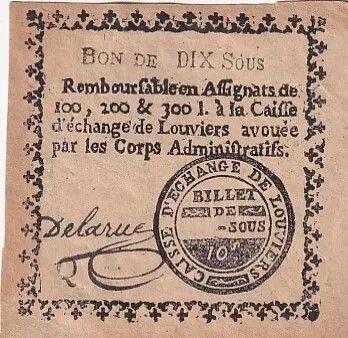 BON DE DIX SOUS
Remboursable en Assignats de
100, 200 & 300 l. à la Caisse
d'échange de Louviers avouée
par les Corps Administratifs.
Delarue
CAISSE D'ECHANGE DE LOUVIERS
BILLET
DE
-SOUS
10ˢ